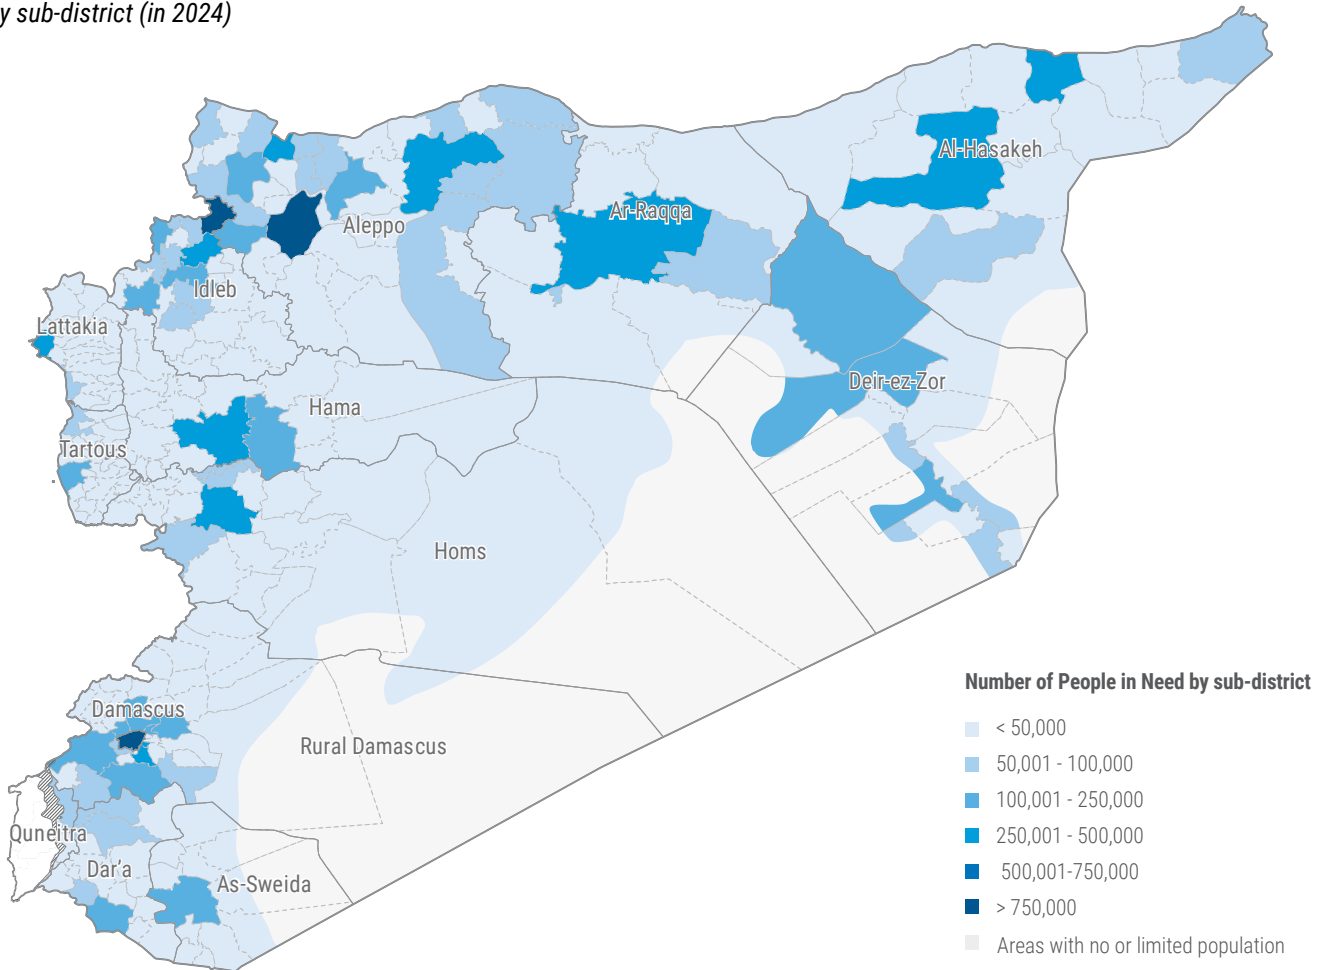 y sub-district (in 2024)
Al-Hasakeh
Ar-Raqqa
Aleppo
Idleb
Lattakia
Deir-ez-Zor
Hama
Tartous
Homs
Damascus
Rural Damascus
Quneitra
Dar'a
As-Sweida
Number of People in Need by sub-district
< 50,000
50,001 - 100,000
100,001 - 250,000
250,001 - 500,000
500,001-750,000
> 750,000
Areas with no or limited population